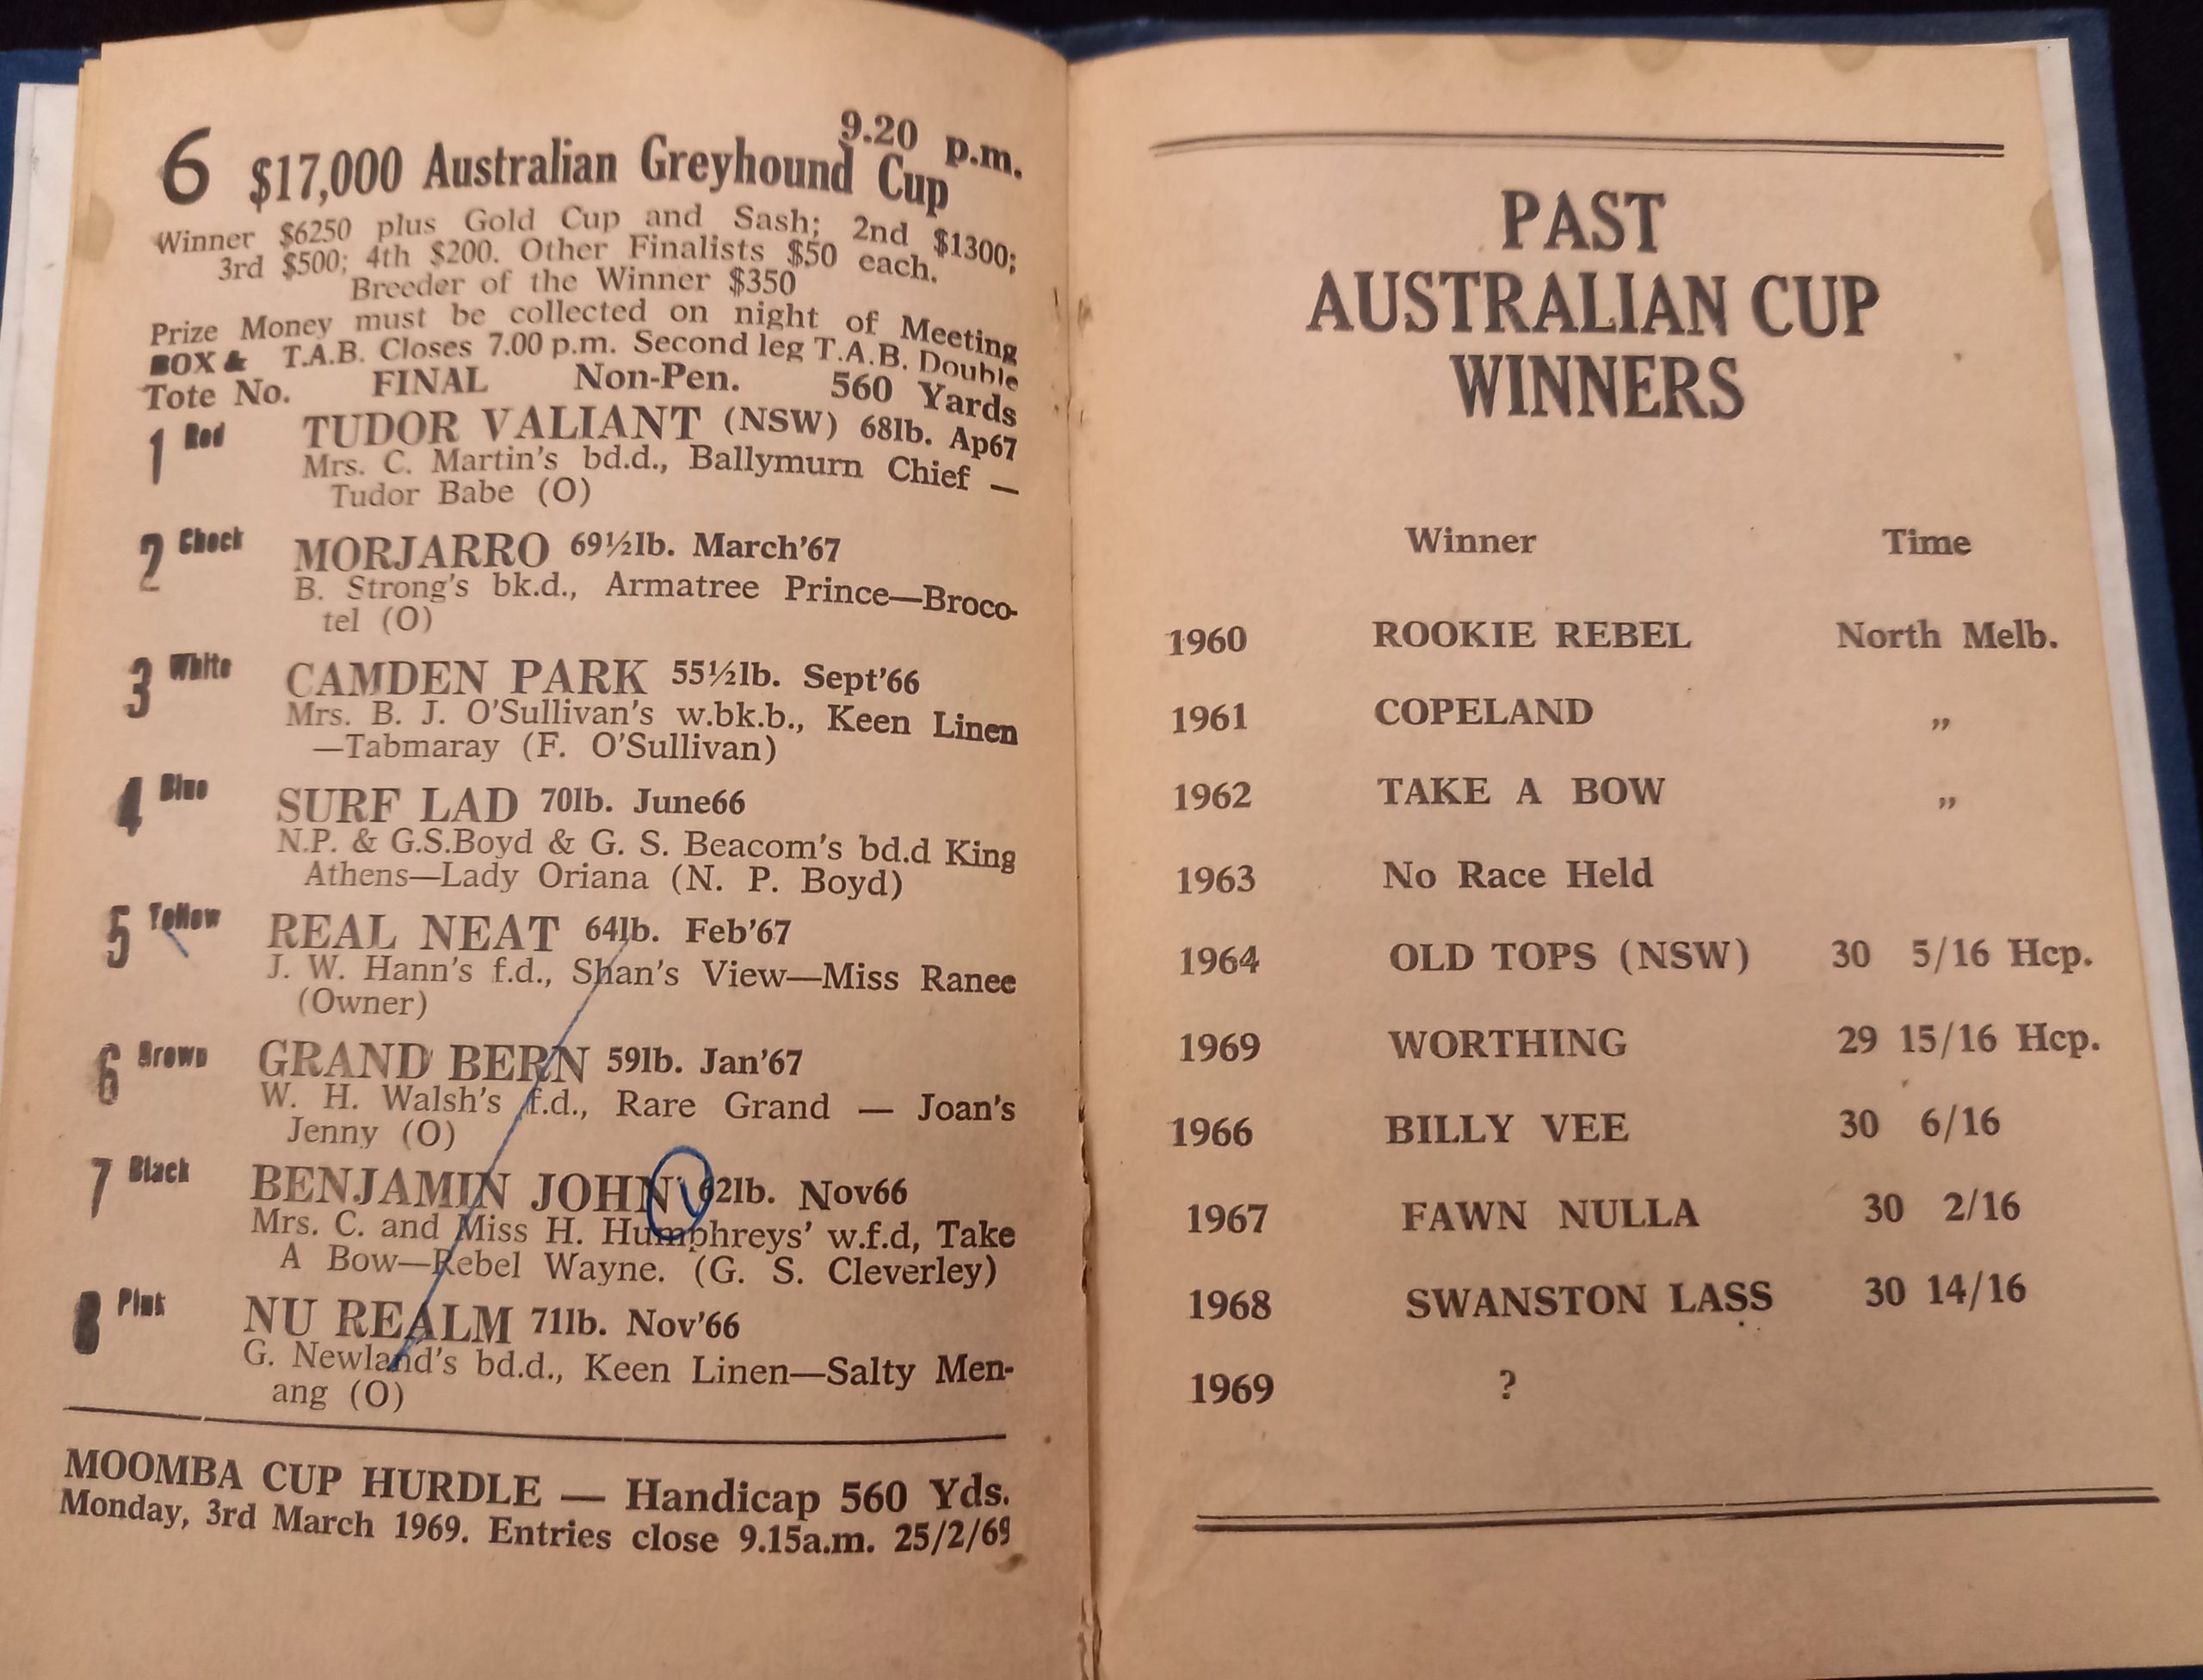 9.20 p.m.
6 $17,000 Australian Greyhound Cup
Winner $6250 plus Gold Cup and Sash; 2nd $1300;
3rd $500; 4th $200. Other Finalists $50 each.
Breeder of the Winner $350
Prize Money must be collected on night of Meeting
BOX & T.A.B. Closes 7.00 p.m. Second leg T.A.B. Double
Tote No. FINAL Non-Pen. 560 Yards
1 Red TUDOR VALIANT (NSW) 68lb. Ap67
Mrs. C. Martin's bd.d., Ballymurn Chief —
Tudor Babe (O)
2 Check MORJARRO 69½lb. March'67
B. Strong's bk.d., Armatree Prince—Broco-
tel (O)
3 White CAMDEN PARK 55½lb. Sept'66
Mrs. B. J. O'Sullivan's w.bk.b., Keen Linen
—Tabmaray (F. O'Sullivan)
4 Blue SURF LAD 70lb. June66
N.P. & G.S.Boyd & G. S. Beacom's bd.d King
Athens—Lady Oriana (N. P. Boyd)
5 Yellow REAL NEAT 64lb. Feb'67
J. W. Hann's f.d., Shan's View—Miss Ranee
(Owner)
6 Brown GRAND BERN 59lb. Jan'67
W. H. Walsh's f.d., Rare Grand — Joan's
Jenny (O)
7 Black BENJAMIN JOHN 62lb. Nov66
Mrs. C. and Miss H. Humphreys' w.f.d, Take
A Bow—Rebel Wayne. (G. S. Cleverley)
8 Pink NU REALM 71lb. Nov'66
G. Newland's bd.d., Keen Linen—Salty Men-
ang (O)
MOOMBA CUP HURDLE — Handicap 560 Yds.
Monday, 3rd March 1969. Entries close 9.15a.m. 25/2/69
PAST
AUSTRALIAN CUP
WINNERS
Winner Time
1960 ROOKIE REBEL North Melb.
1961 COPELAND ,,
1962 TAKE A BOW ,,
1963 No Race Held
1964 OLD TOPS (NSW) 30 5/16 Hcp.
1969 WORTHING 29 15/16 Hcp.
1966 BILLY VEE 30 6/16
1967 FAWN NULLA 30 2/16
1968 SWANSTON LASS 30 14/16
1969 ?